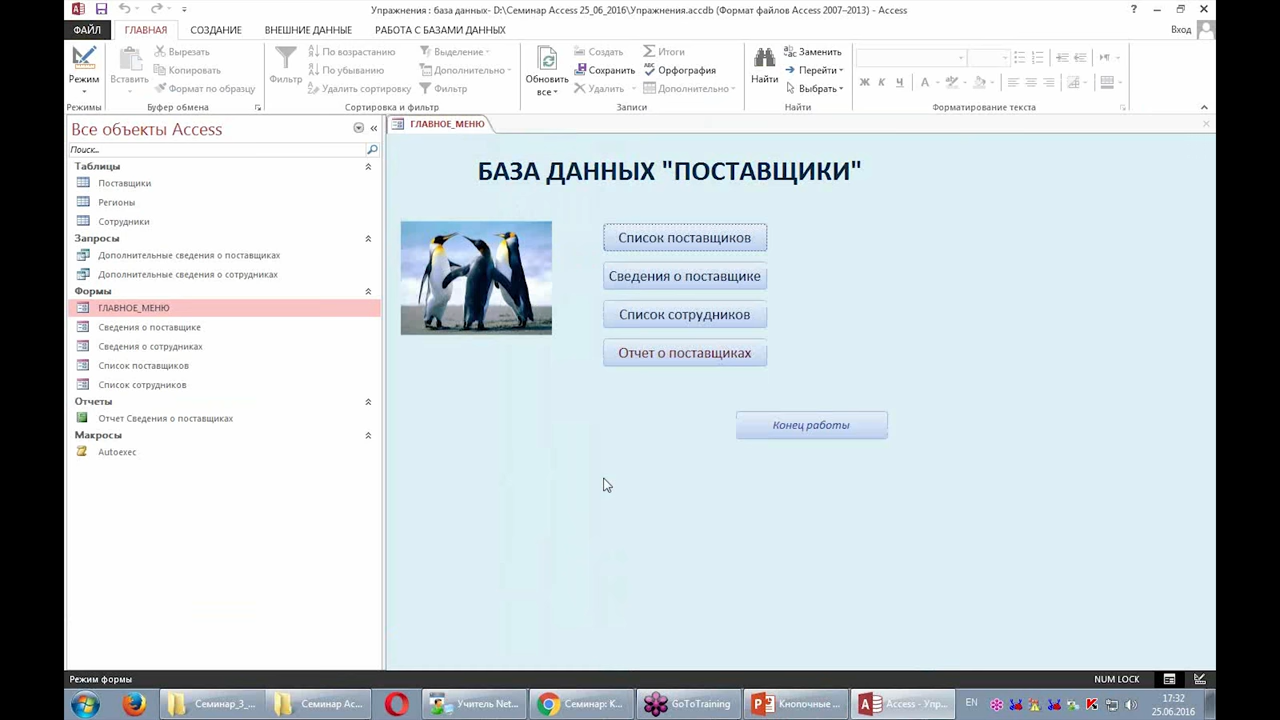 Упражнения : база данных- D:\Семинар Access 25_06_2016\Упражнения.accdb (Формат файлов Access 2007–2013) - Access
?
ФАЙЛ ГЛАВНАЯ СОЗДАНИЕ ВНЕШНИЕ ДАННЫЕ РАБОТА С БАЗАМИ ДАННЫХ Вход
Режим
Режимы
Вставить
Вырезать
Копировать
Формат по образцу
Буфер обмена
Фильтр
По возрастанию
По убыванию
Удалить сортировку
Выделение
Дополнительно
Фильтр
Сортировка и фильтр
Обновить
все
Создать
Сохранить
Удалить
Итоги
Орфография
Дополнительно
Записи
Найти
Заменить
Перейти
Выбрать
Найти
Ж К Ч А
Форматирование текста
Все объекты Access
Поиск...
Таблицы
Поставщики
Регионы
Сотрудники
Запросы
Дополнительные сведения о поставщиках
Дополнительные сведения о сотрудниках
Формы
ГЛАВНОЕ_МЕНЮ
Сведения о поставщике
Сведения о сотрудниках
Список поставщиков
Список сотрудников
Отчеты
Отчет Сведения о поставщиках
Макросы
Autoexec
ГЛАВНОЕ_МЕНЮ
БАЗА ДАННЫХ "ПОСТАВЩИКИ"
Список поставщиков
Сведения о поставщике
Список сотрудников
Отчет о поставщиках
Конец работы
Режим формы NUM LOCK
Семинар_3_...
Семинар Ac...
Учитель Net...
Семинар: К...
GoToTraining
Кнопочные ...
Access - Упр...
EN
17:32
25.06.2016